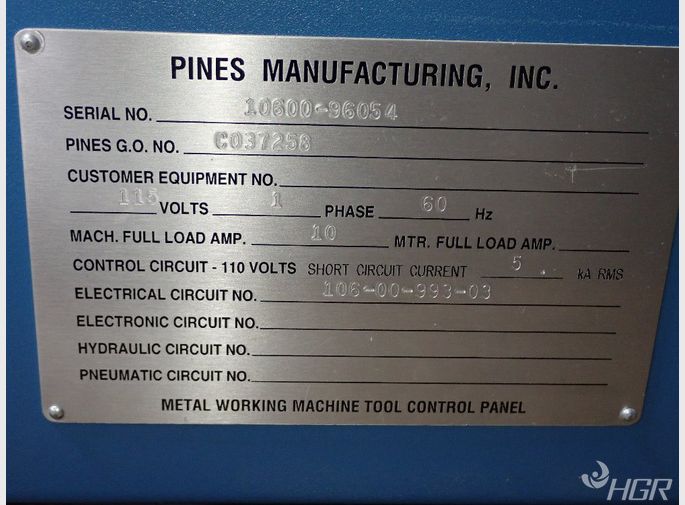 PINES MANUFACTURING, INC.
SERIAL NO. 10600-96054
PINES G.O. NO. C037258
CUSTOMER EQUIPMENT NO.
115 VOLTS 1 PHASE 60 Hz
MACH. FULL LOAD AMP. 10 MTR. FULL LOAD AMP.
CONTROL CIRCUIT - 110 VOLTS SHORT CIRCUIT CURRENT 5 kA RMS
ELECTRICAL CIRCUIT NO. 106-00-993-03
ELECTRONIC CIRCUIT NO.
HYDRAULIC CIRCUIT NO.
PNEUMATIC CIRCUIT NO.
METAL WORKING MACHINE TOOL CONTROL PANEL
HGR